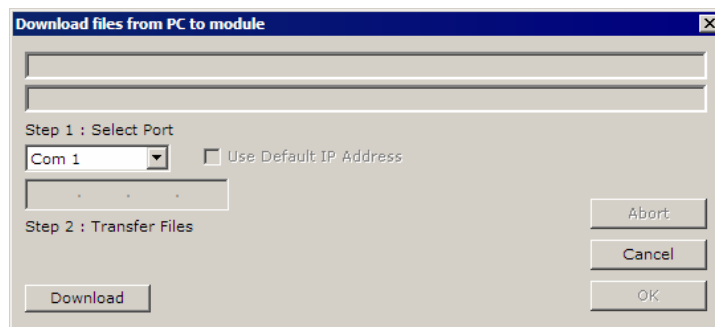 Download files from PC to module
Step 1 : Select Port
Com 1
Use Default IP Address
. . .
Step 2 : Transfer Files
Abort
Cancel
Download
OK